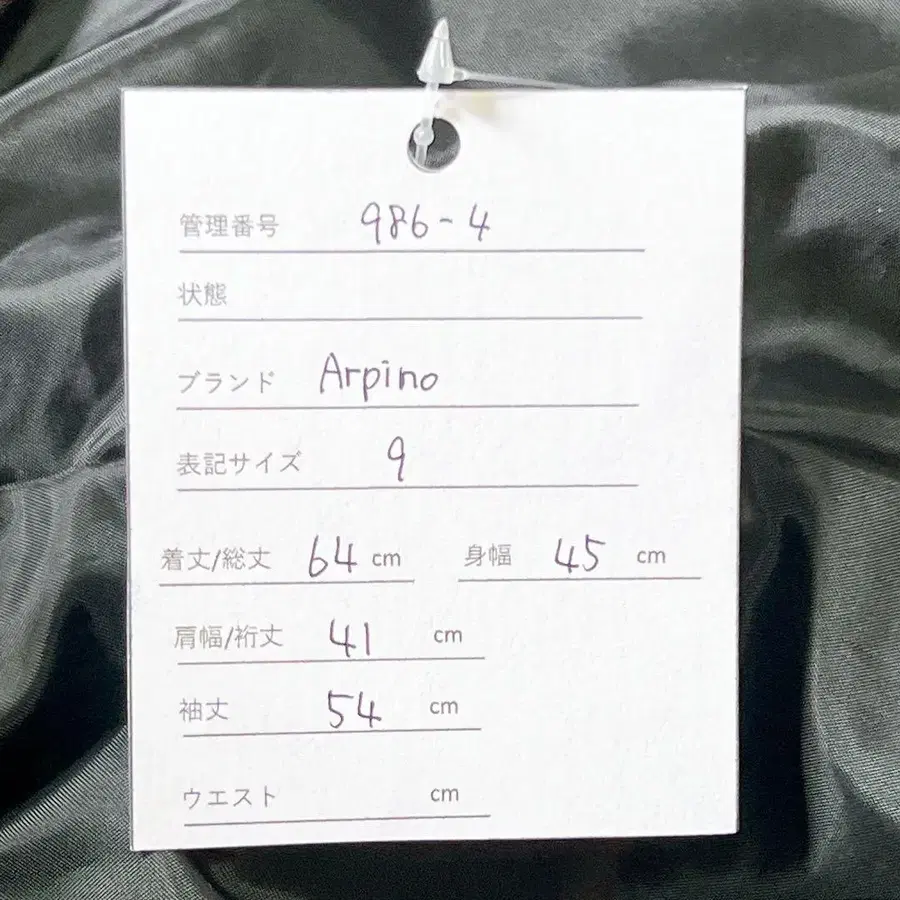 管理番号 986-4
状態
ブランド Arpino
表記サイズ 9
着丈/総丈 64 cm 身幅 45 cm
肩幅/裄丈 41 cm
袖丈 54 cm
ウエスト cm